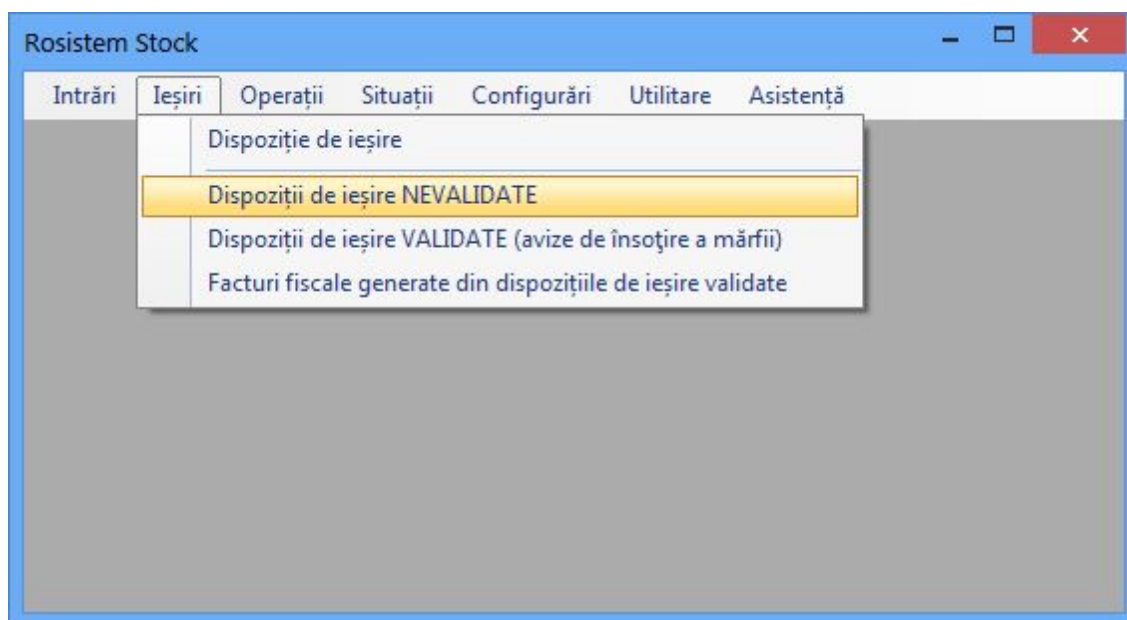 Rosistem Stock
Intrări Ieșiri Operații Situații Configurări Utilitare Asistență
Dispoziție de ieșire
Dispoziții de ieșire NEVALIDATE
Dispoziții de ieșire VALIDATE (avize de însoţire a mărfii)
Facturi fiscale generate din dispozițiile de ieșire validate